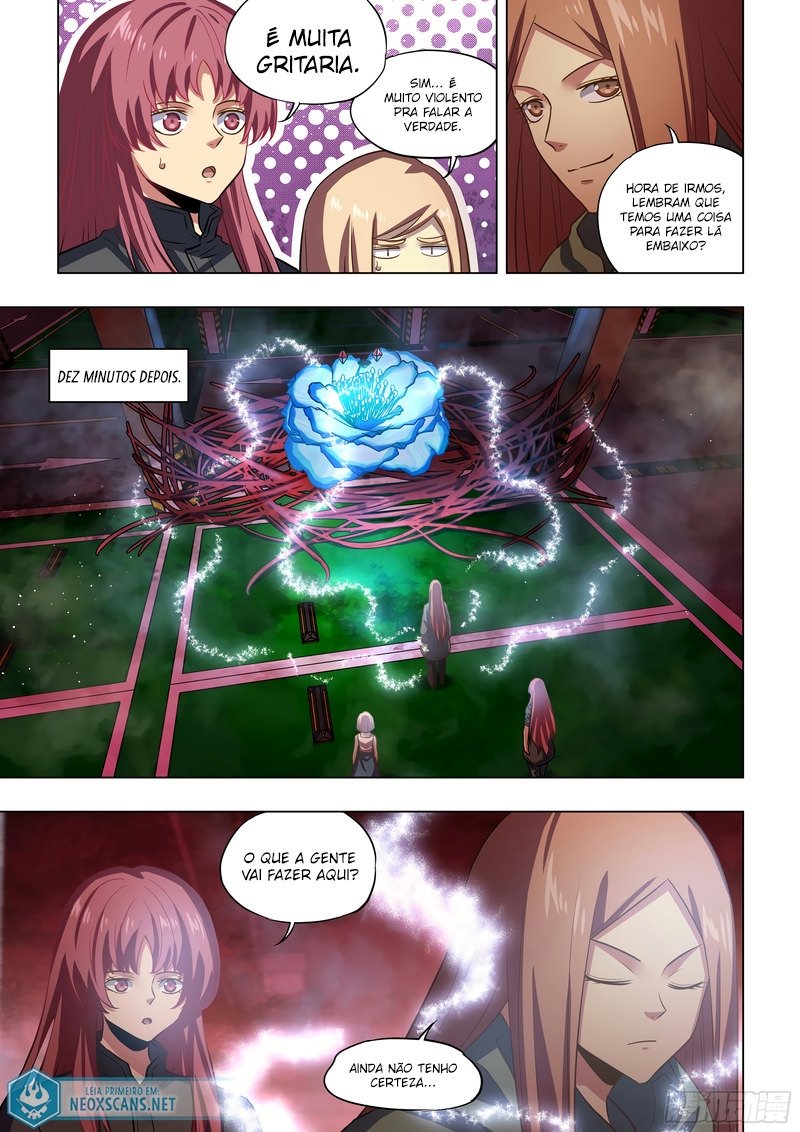 É MUITA
GRITARIA.
SIM... É
MUITO VIOLENTO
PRA FALAR A
VERDADE.
HORA DE IRMOS,
LEMBRAM QUE
TEMOS UMA COISA
PARA FAZER LÁ
EMBAIXO?
DEZ MINUTOS DEPOIS.
O QUE A GENTE
VAI FAZER AQUI?
AINDA NÃO TENHO
CERTEZA...
LEIA PRIMEIRO EM:
NEOXSCANS.NET